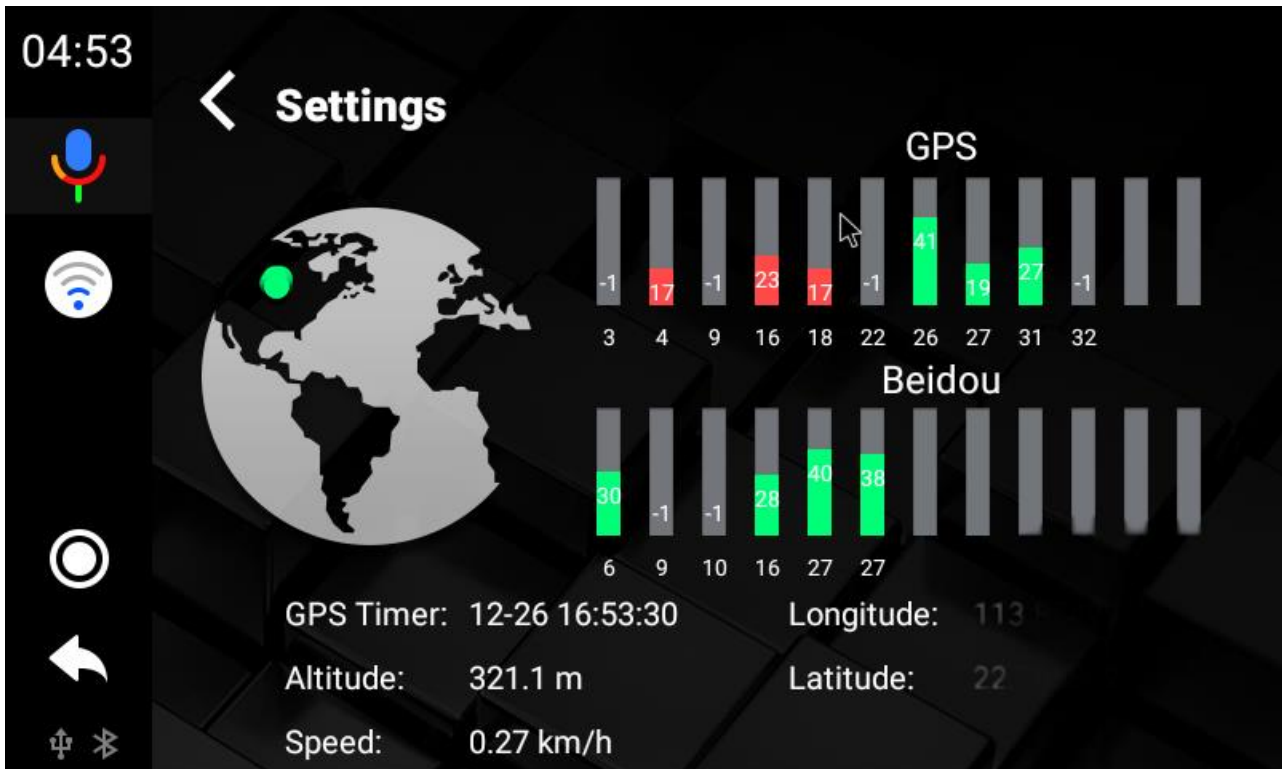 04:53
Settings
GPS
-1 17 -1 23 17 -1 41 19 27 -1
3 4 9 16 18 22 26 27 31 32
Beidou
30 -1 -1 28 40 38
6 9 10 16 27 27
GPS Timer: 12-26 16:53:30 Longitude: 113
Altitude: 321.1 m Latitude: 22
Speed: 0.27 km/h